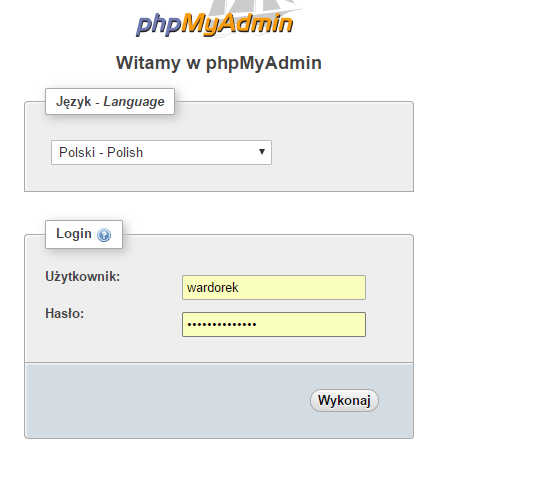 phpMyAdmin
Witamy w phpMyAdmin
Język - Language
Polski - Polish
Login
Użytkownik:
wardorek
Hasło:
••••••••••••••
Wykonaj